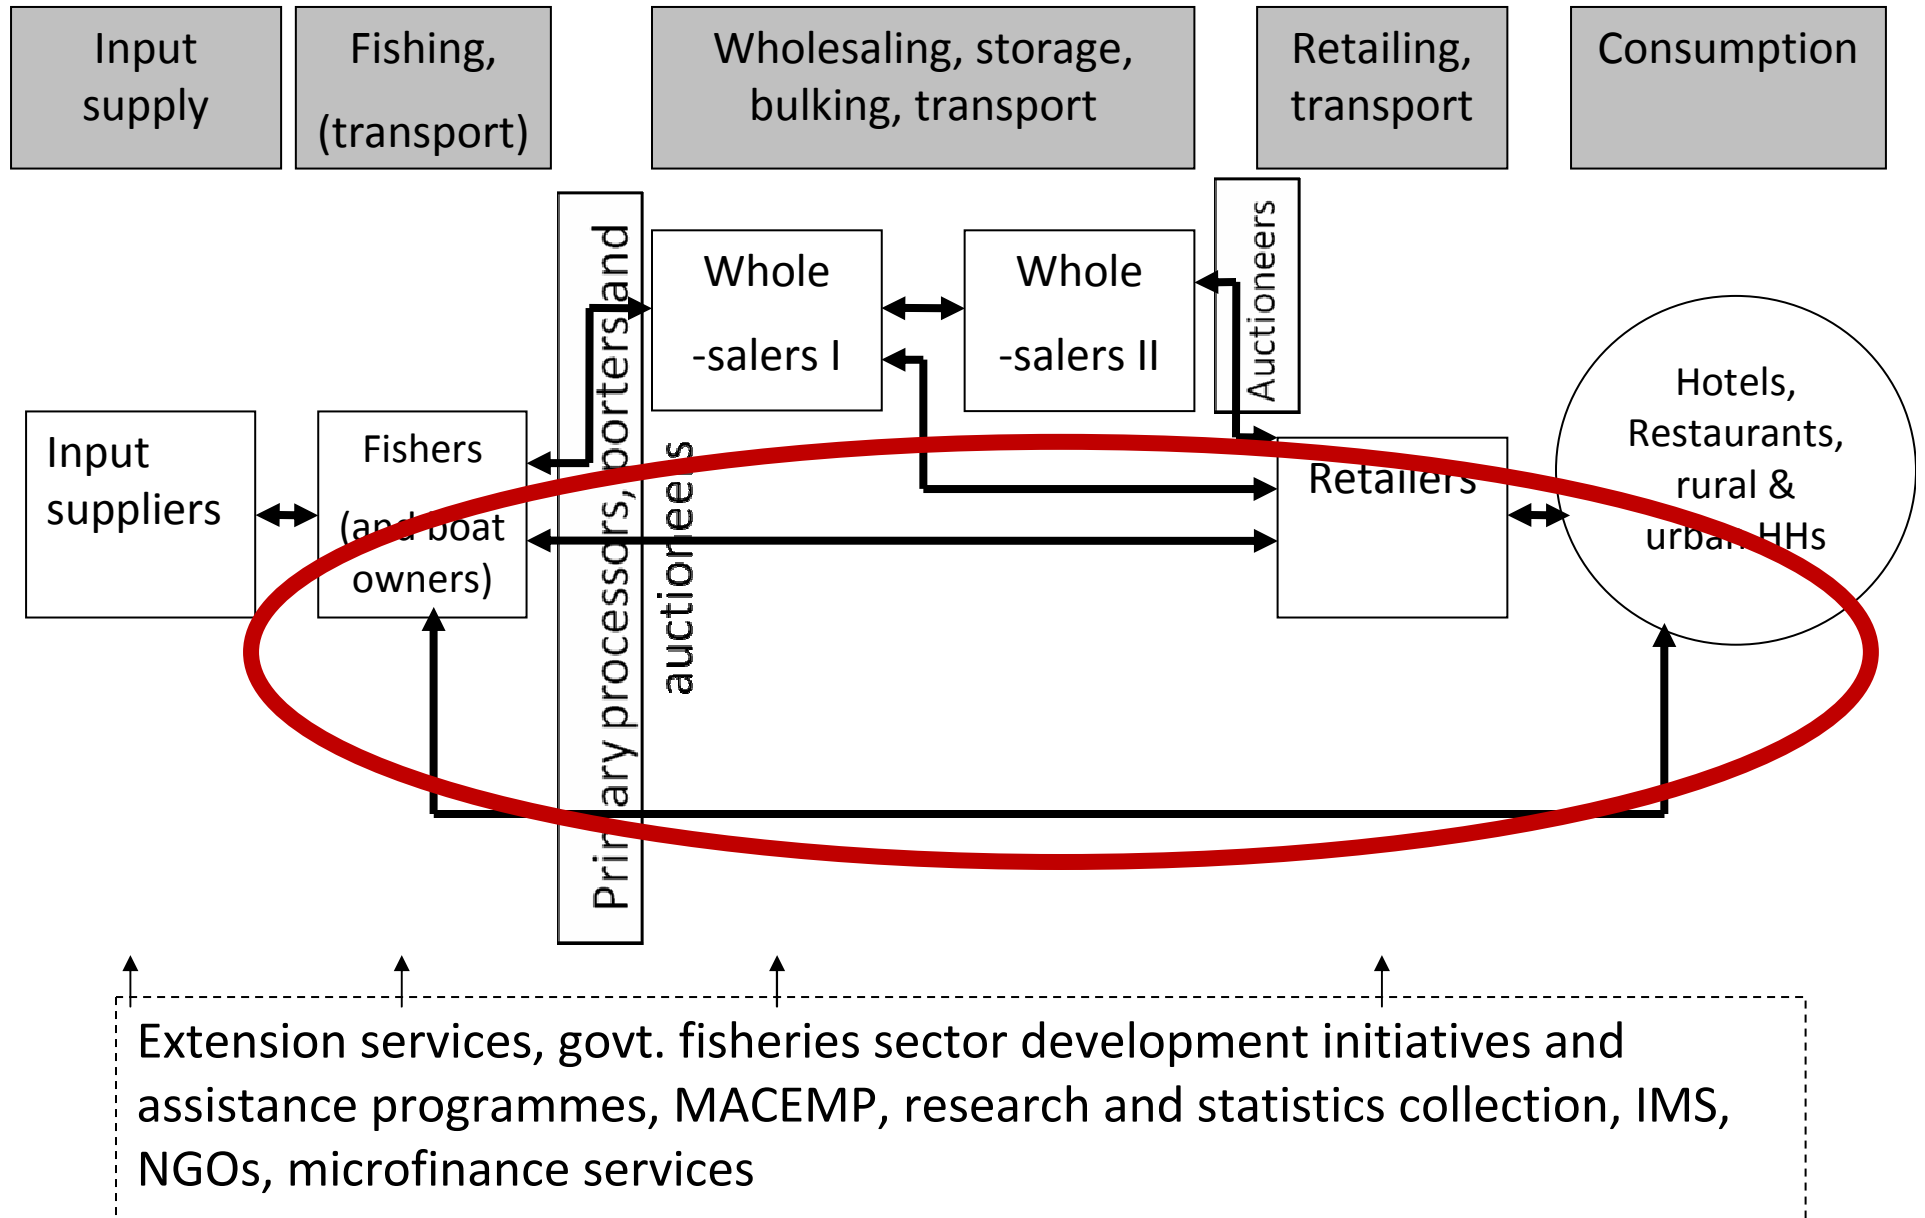 Input
supply
Fishing,
(transport)
Wholesaling, storage,
bulking, transport
Retailing,
transport
Consumption
Primary processors, porters and
auctioneers
Whole
-salers I
Whole
-salers II
Auctioneers
Input
suppliers
Fishers
(and boat
owners)
Retailers
Hotels,
Restaurants,
rural &
urban HHs
Extension services, govt. fisheries sector development initiatives and
assistance programmes, MACEMP, research and statistics collection, IMS,
NGOs, microfinance services